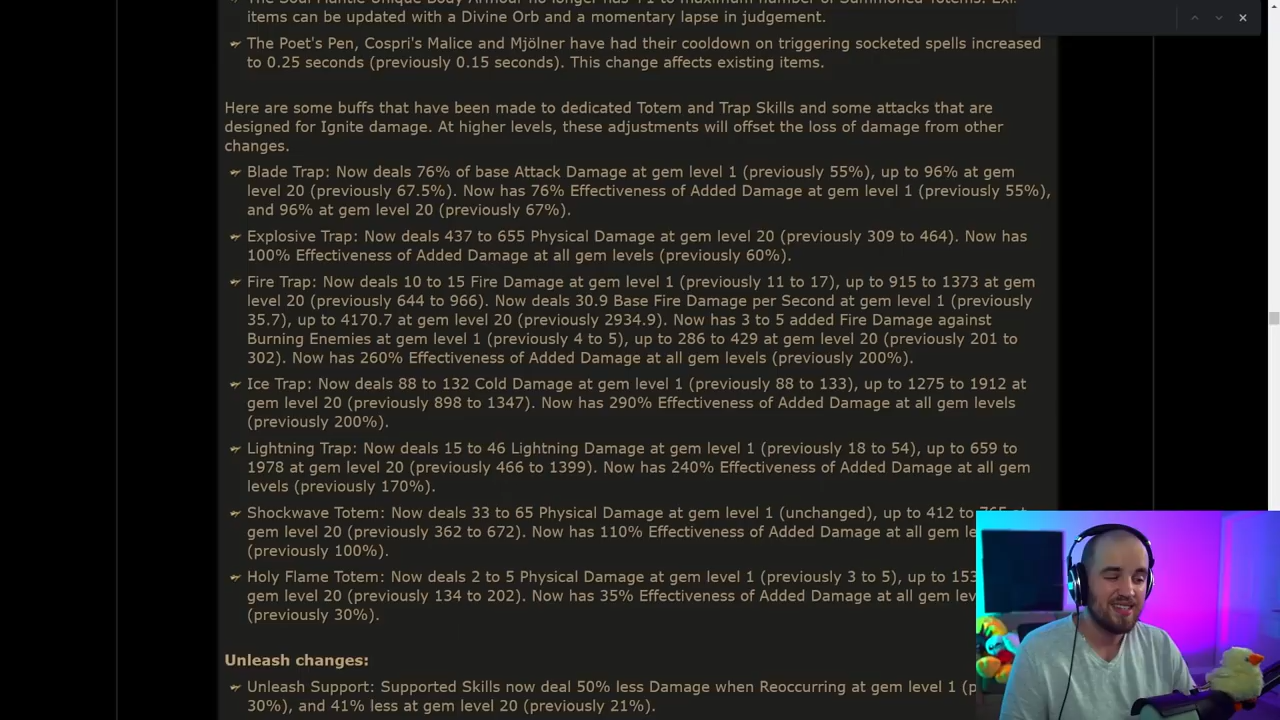 items can be updated with a Divine Orb and a momentary lapse in judgement.
The Poet's Pen, Cospri's Malice and Mjölner have had their cooldown on triggering socketed spells increased
to 0.25 seconds (previously 0.15 seconds). This change affects existing items.
Here are some buffs that have been made to dedicated Totem and Trap Skills and some attacks that are
designed for Ignite damage. At higher levels, these adjustments will offset the loss of damage from other
changes.
Blade Trap: Now deals 76% of base Attack Damage at gem level 1 (previously 55%), up to 96% at gem
level 20 (previously 67.5%). Now has 76% Effectiveness of Added Damage at gem level 1 (previously 55%),
and 96% at gem level 20 (previously 67%).
Explosive Trap: Now deals 437 to 655 Physical Damage at gem level 20 (previously 309 to 464). Now has
100% Effectiveness of Added Damage at all gem levels (previously 60%).
Fire Trap: Now deals 10 to 15 Fire Damage at gem level 1 (previously 11 to 17), up to 915 to 1373 at gem
level 20 (previously 644 to 966). Now deals 30.9 Base Fire Damage per Second at gem level 1 (previously
35.7), up to 4170.7 at gem level 20 (previously 2934.9). Now has 3 to 5 added Fire Damage against
Burning Enemies at gem level 1 (previously 4 to 5), up to 286 to 429 at gem level 20 (previously 201 to
302). Now has 260% Effectiveness of Added Damage at all gem levels (previously 200%).
Ice Trap: Now deals 88 to 132 Cold Damage at gem level 1 (previously 88 to 133), up to 1275 to 1912 at
gem level 20 (previously 898 to 1347). Now has 290% Effectiveness of Added Damage at all gem levels
(previously 200%).
Lightning Trap: Now deals 15 to 46 Lightning Damage at gem level 1 (previously 18 to 54), up to 659 to
1978 at gem level 20 (previously 466 to 1399). Now has 240% Effectiveness of Added Damage at all gem
levels (previously 170%).
Shockwave Totem: Now deals 33 to 65 Physical Damage at gem level 1 (unchanged), up to 412 to
gem level 20 (previously 362 to 672). Now has 110% Effectiveness of Added Damage at all gem
(previously 100%).
Holy Flame Totem: Now deals 2 to 5 Physical Damage at gem level 1 (previously 3 to 5), up to 153
gem level 20 (previously 134 to 202). Now has 35% Effectiveness of Added Damage at all gem
(previously 30%).
Unleash changes:
Unleash Support: Supported Skills now deal 50% less Damage when Reoccurring at gem level 1
30%), and 41% less at gem level 20 (previously 21%).